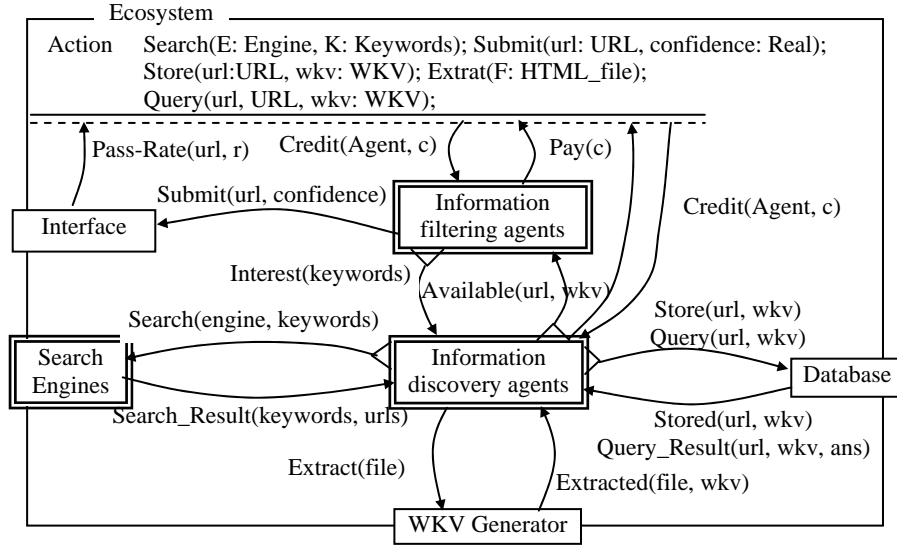 Ecosystem
Action Search(E: Engine, K: Keywords); Submit(url: URL, confidence: Real);
Store(url:URL, wkv: WKV); Extrat(F: HTML_file);
Query(url, URL, wkv: WKV);
Pass-Rate(url, r)
Credit(Agent, c)
Pay(c)
Submit(url, confidence)
Information
filtering agents
Credit(Agent, c)
Interface
Interest(keywords)
Available(url, wkv)
Search(engine, keywords)
Store(url, wkv)
Query(url, wkv)
Search
Engines
Information
discovery agents
Database
Search_Result(keywords, urls)
Stored(url, wkv)
Query_Result(url, wkv, ans)
Extract(file)
Extracted(file, wkv)
WKV Generator